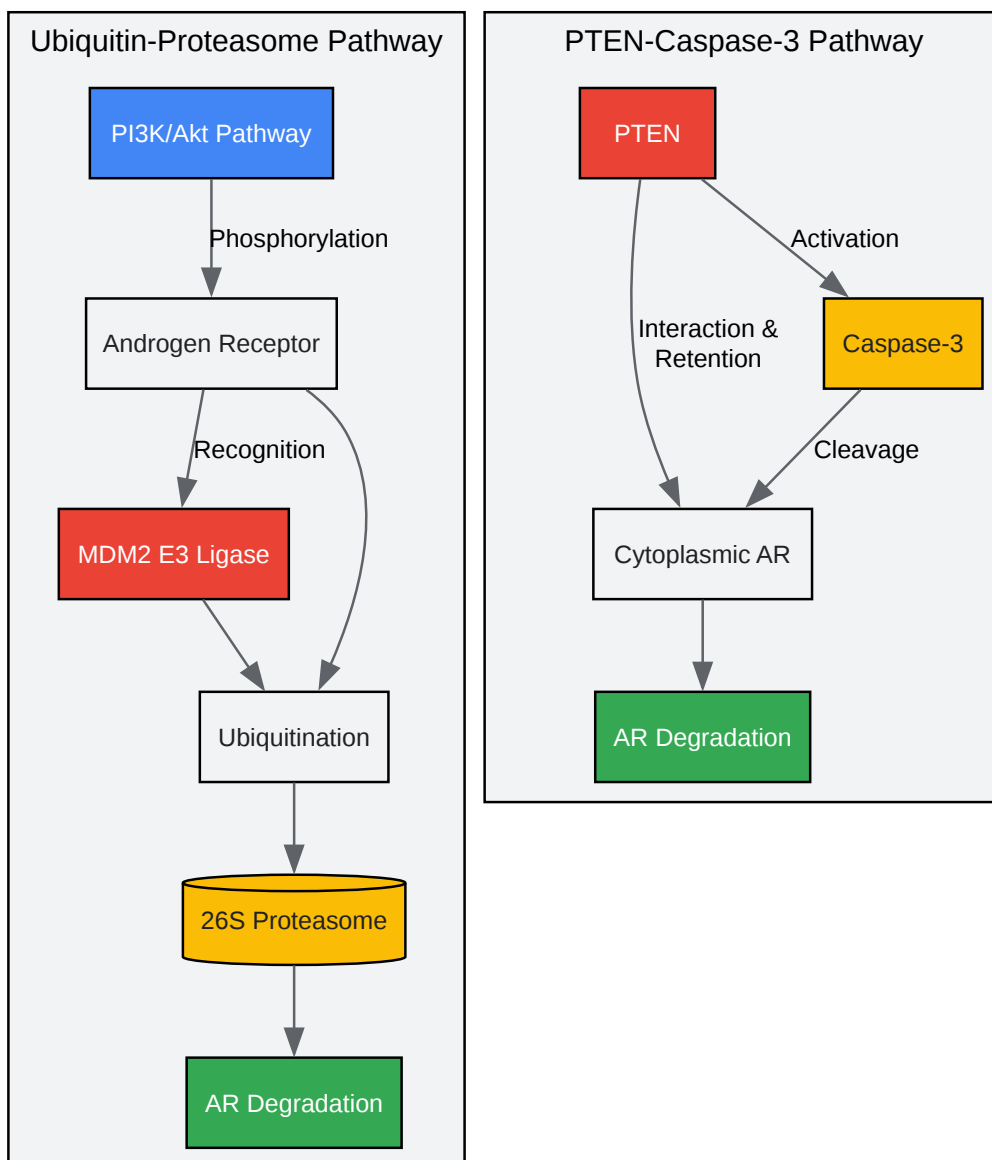 Ubiquitin-Proteasome Pathway
PI3K/Akt Pathway
Phosphorylation
Androgen Receptor
Recognition
MDM2 E3 Ligase
Ubiquitination
26S Proteasome
AR Degradation
PTEN-Caspase-3 Pathway
PTEN
Activation
Interaction &
Retention
Caspase-3
Cleavage
Cytoplasmic AR
AR Degradation